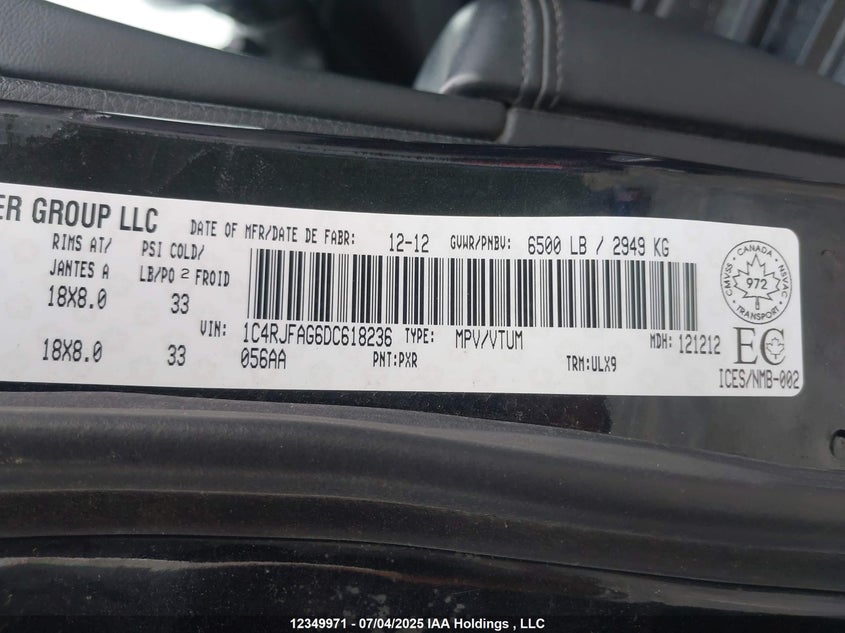 ER GROUP LLC
DATE OF MFR/DATE DE FABR: 12-12 GVWR/PNBV: 6500 LB / 2949 KG
RIMS AT/ PSI COLD/
JANTES A LB/PO 2 FROID
18X8.0 33
VIN: 1C4RJFAG6DC618236 TYPE: MPV/VTUM MDH: 121212
18X8.0 33 056AA PNT:PXR TRM:ULX9
CANADA
CMVSS NSVAC
972
TRANSPORT
EC
ICES/NMB-002
12349971 - 07/04/2025 IAA Holdings , LLC